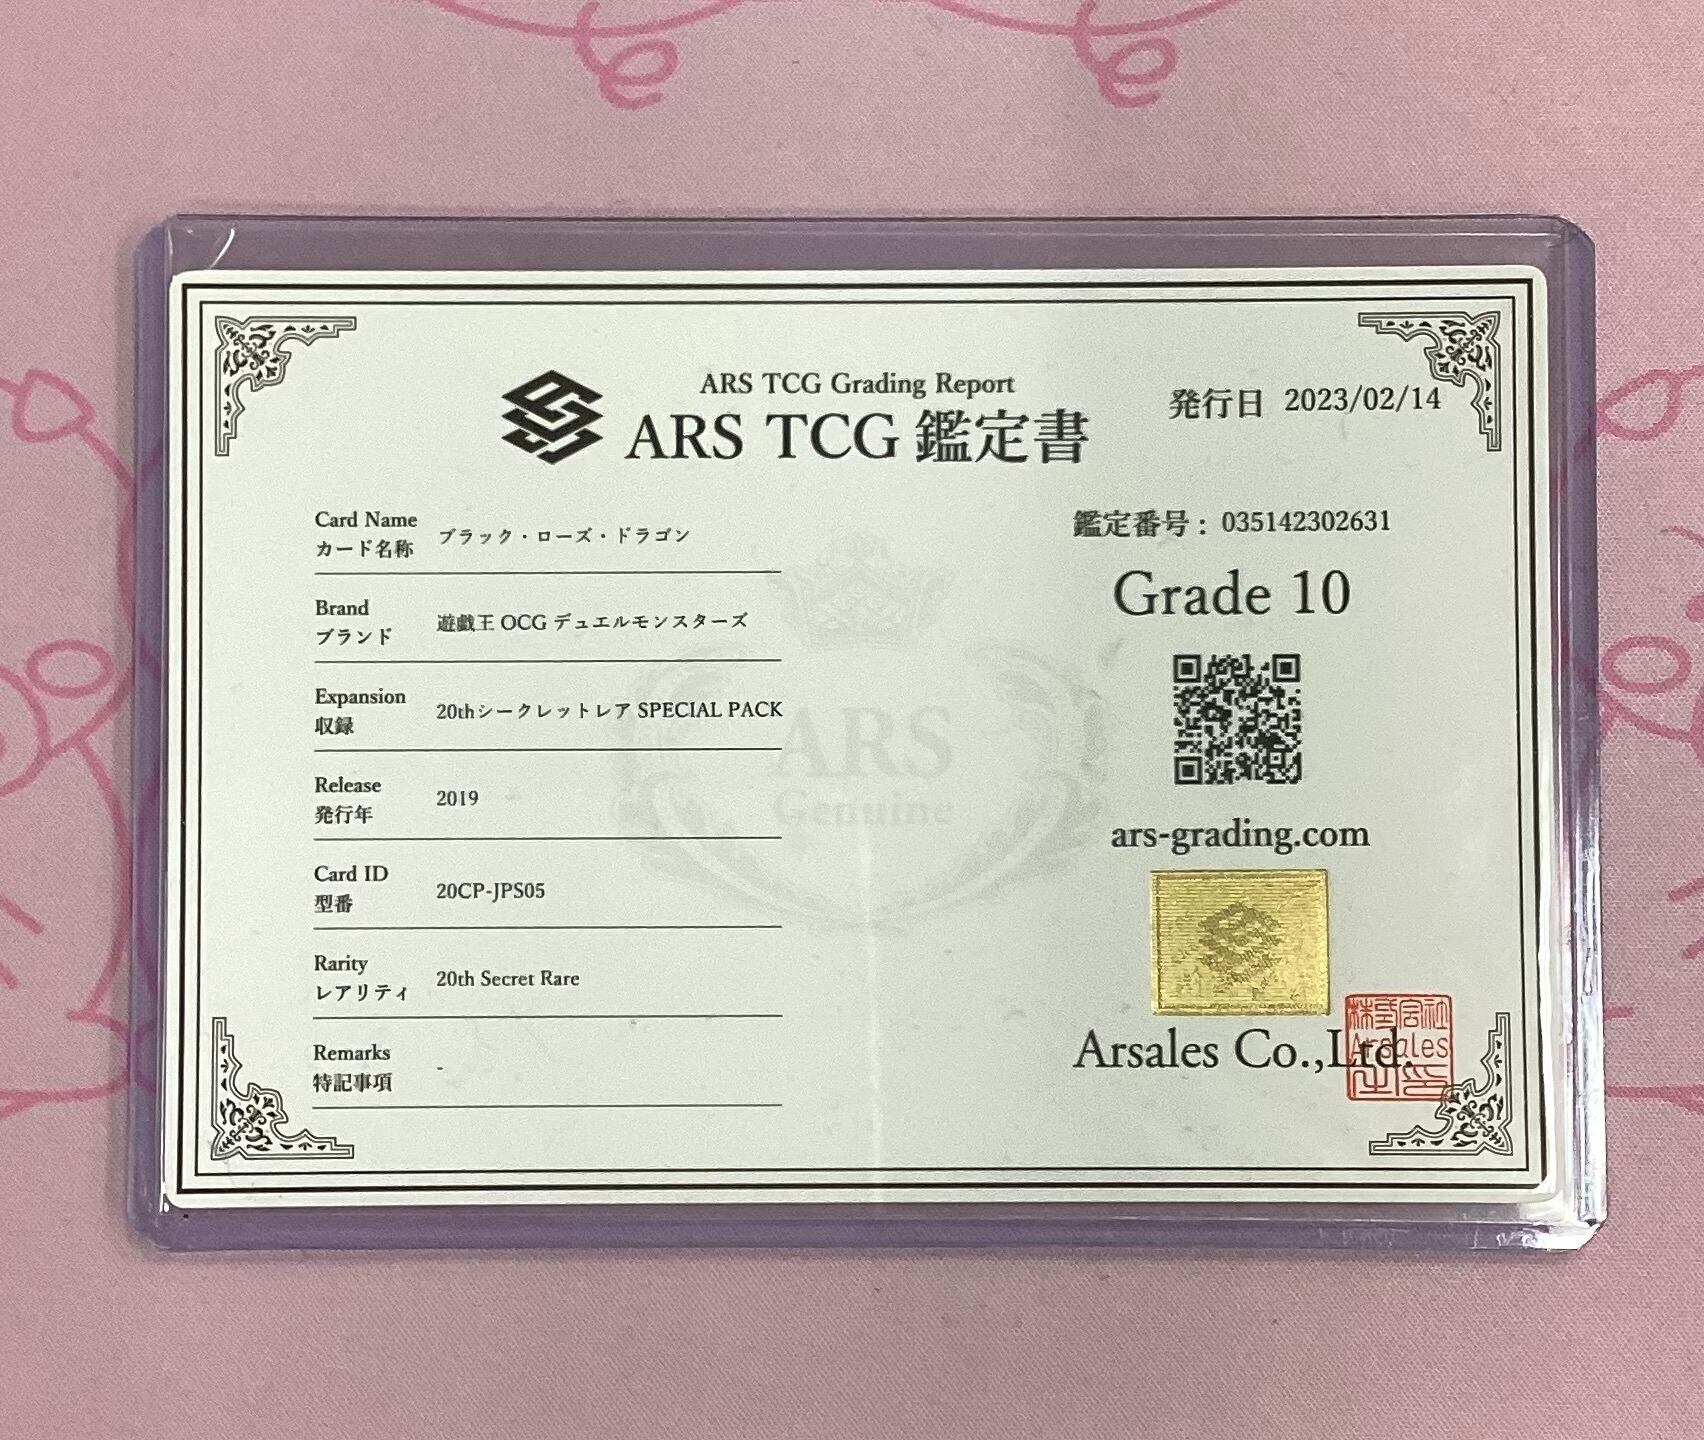 ARS TCG Grading Report
ARS TCG 鑑定書
発行日 2023/02/14
Card Name
カード名称
ブラック・ローズ・ドラゴン
Brand
ブランド
遊戯王 OCG デュエルモンスターズ
Expansion
収録
20thシークレットレア SPECIAL PACK
Release
発行年
2019
Card ID
型番
20CP-JPS05
Rarity
レアリティ
20th Secret Rare
Remarks
特記事項
-
鑑定番号 : 035142302631
Grade 10
ars-grading.com
Arsales Co.,Ltd.
株式会社
Arsales
ARS
Genuine